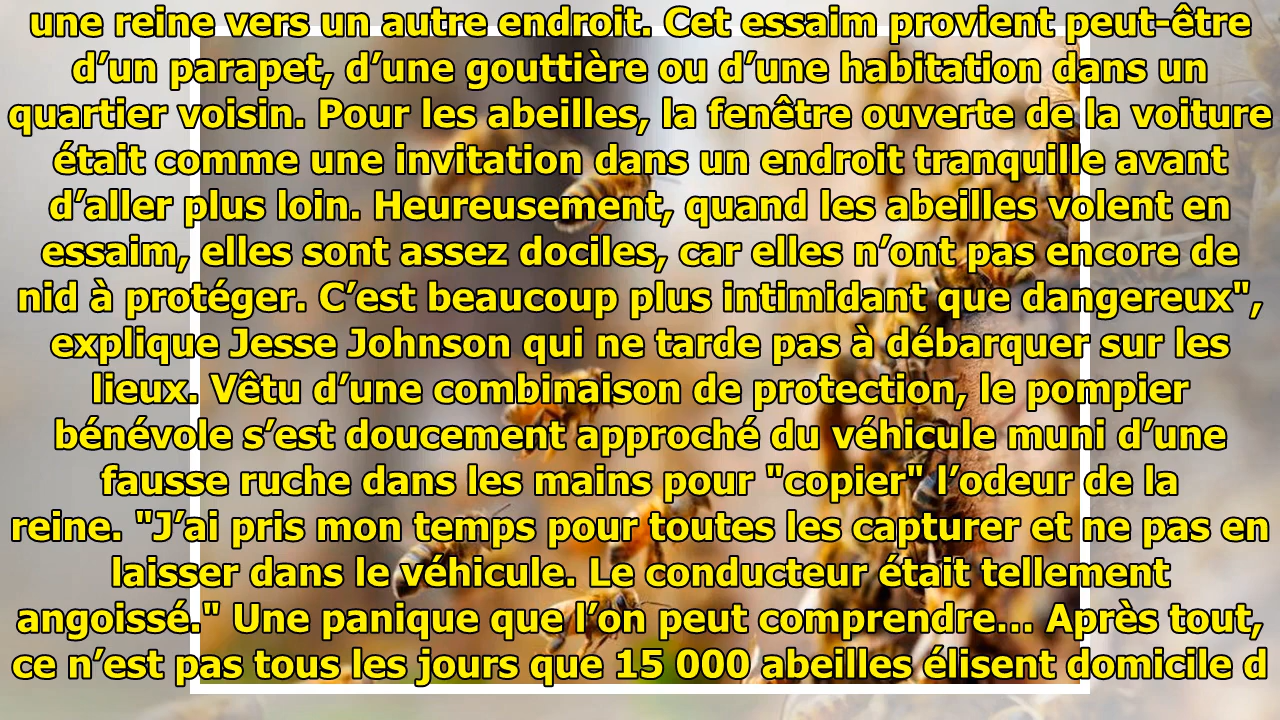 une reine vers un autre endroit. Cet essaim provient peut-être
d’un parapet, d’une gouttière ou d’une habitation dans un
quartier voisin. Pour les abeilles, la fenêtre ouverte de la voiture
était comme une invitation dans un endroit tranquille avant
d’aller plus loin. Heureusement, quand les abeilles volent en
essaim, elles sont assez dociles, car elles n’ont pas encore de
nid à protéger. C’est beaucoup plus intimidant que dangereux",
explique Jesse Johnson qui ne tarde pas à débarquer sur les
lieux. Vêtu d’une combinaison de protection, le pompier
bénévole s’est doucement approché du véhicule muni d’une
fausse ruche dans les mains pour "copier" l’odeur de la
reine. "J’ai pris mon temps pour toutes les capturer et ne pas en
laisser dans le véhicule. Le conducteur était tellement
angoissé." Une panique que l’on peut comprendre... Après tout,
ce n’est pas tous les jours que 15 000 abeilles élisent domicile d